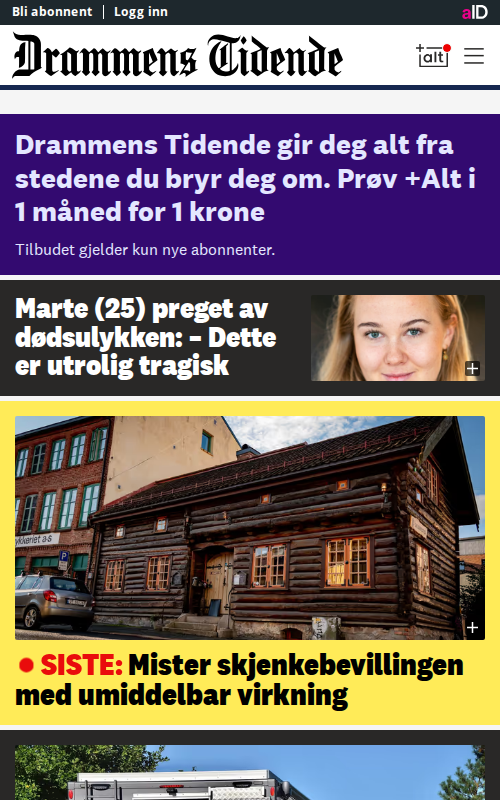 Bli abonnent
Logg inn
aID
Drammens Tidende
+alt
Drammens Tidende gir deg alt fra
stedene du bryr deg om. Prøv +Alt i
1 måned for 1 krone
Tilbudet gjelder kun nye abonnenter.
Marte (25) preget av
dødsulykken: – Dette
er utrolig tragisk
+
ykkeriet a·s
P
+
SISTE: Mister skjenkebevillingen
med umiddelbar virkning